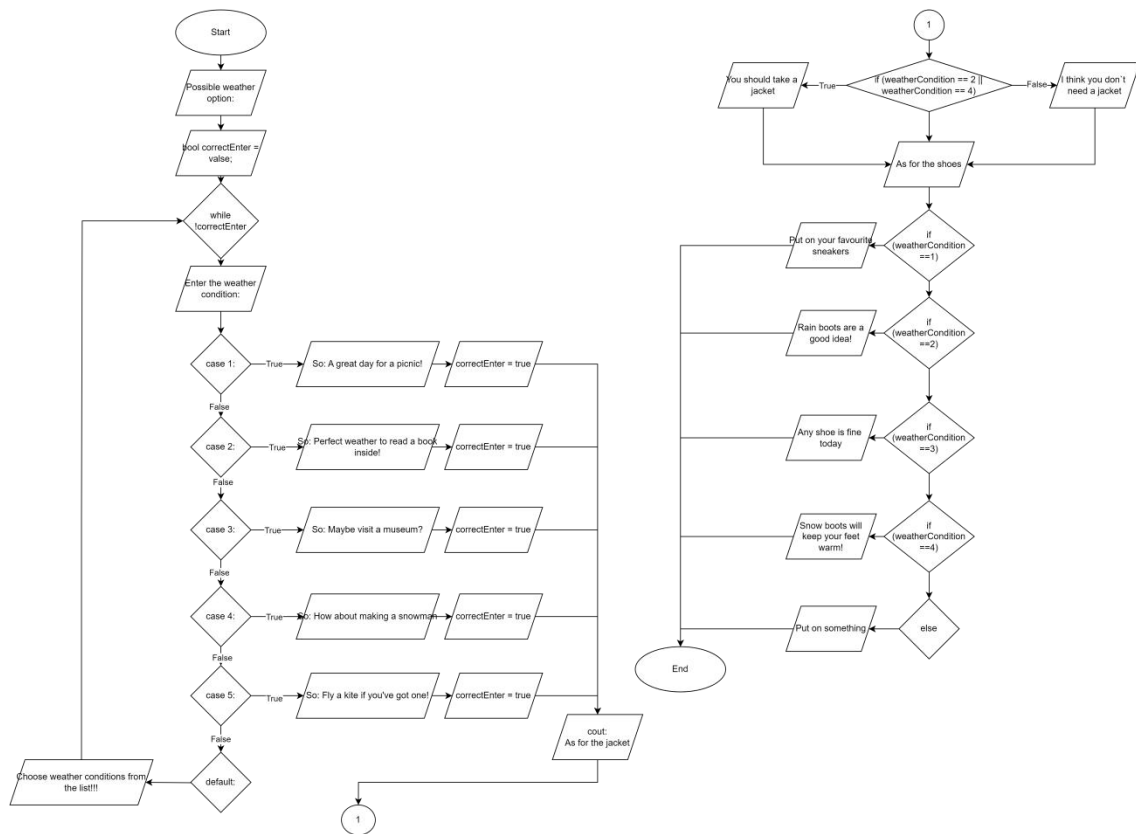 Start
Possible weather
option:
bool correctEnter =
valse;
while
!correctEnter
Enter the weather
condition:
case 1:
True
So: A great day for a picnic!
correctEnter = true
False
case 2:
True
So: Perfect weather to read a book
inside!
correctEnter = true
False
case 3:
True
So: Maybe visit a museum?
correctEnter = true
False
case 4:
True
So: How about making a snowman
correctEnter = true
False
case 5:
True
So: Fly a kite if you've got one!
correctEnter = true
False
default:
Choose weather conditions from
the list!!!
cout:
As for the jacket
1
1
if (weatherCondition == 2 ||
weatherCondition == 4)
True
You should take a
jacket
False
I think you don`t
need a jacket
As for the shoes
if
(weatherCondition
==1)
Put on your favourite
sneakers
if
(weatherCondition
==2)
Rain boots are a
good idea!
if
(weatherCondition
==3)
Any shoe is fine
today
if
(weatherCondition
==4)
Snow boots will
keep your feet
warm!
else
Put on something
End